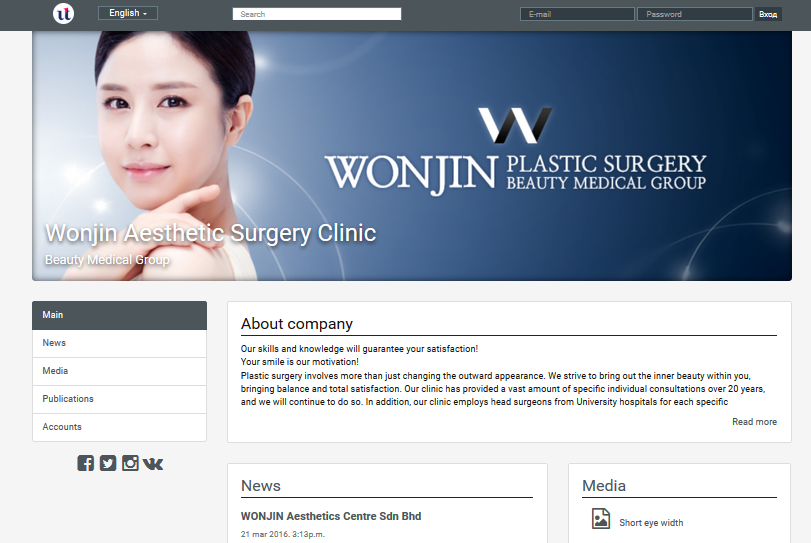 English
Search
E-mail
Password
Вход
W
WONJIN PLASTIC SURGERY
BEAUTY MEDICAL GROUP
Wonjin Aesthetic Surgery Clinic
Beauty Medical Group
Main
News
Media
Publications
Accounts
About company
Our skills and knowledge will guarantee your satisfaction!
Your smile is our motivation!
Plastic surgery involves more than just changing the outward appearance. We strive to bring out the inner beauty within you,
bringing balance and total satisfaction. Our clinic has provided a vast amount of specific individual consultations over 20 years,
and we will continue to do so. In addition, our clinic employs head surgeons from University hospitals for each specific
Read more
News
WONJIN Aesthetics Centre Sdn Bhd
21 mar 2016. 3:13p.m.
Media
Short eye width